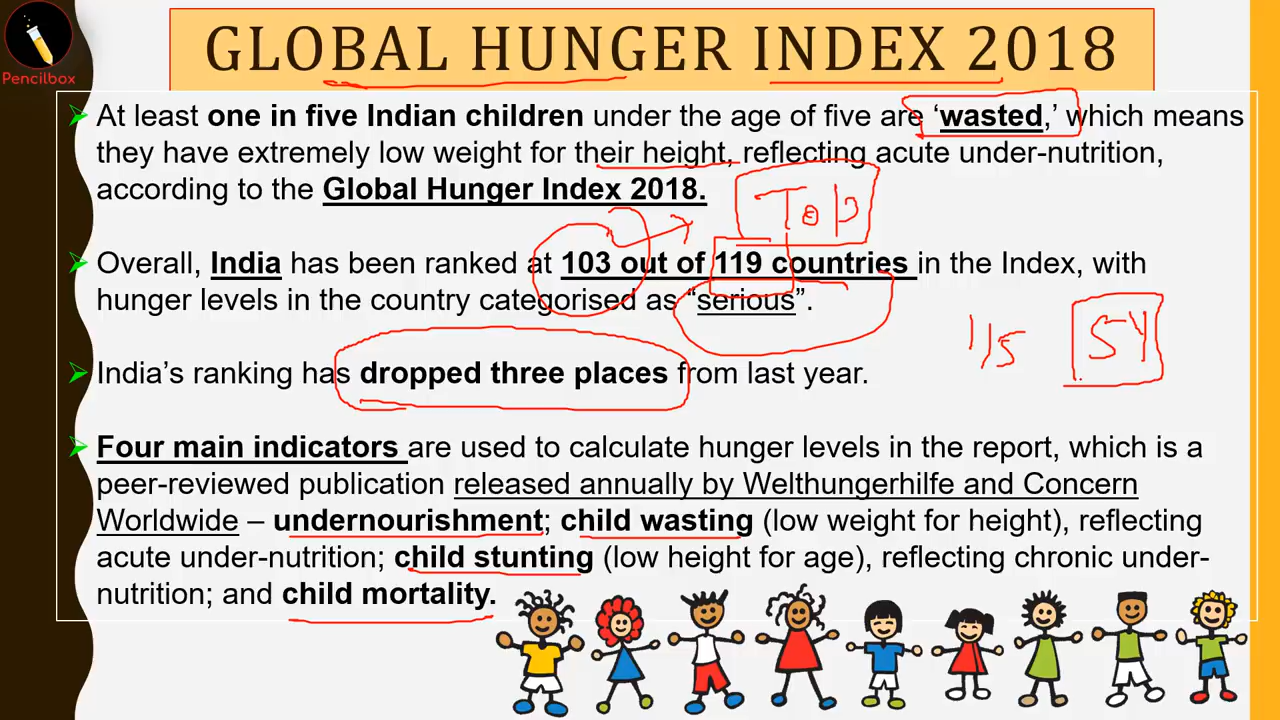 Pencilbox
GLOBAL HUNGER INDEX 2018
At least one in five Indian children under the age of five are ‘wasted,’ which means
they have extremely low weight for their height, reflecting acute under-nutrition,
according to the Global Hunger Index 2018.
TOP
Overall, India has been ranked at 103 out of 119 countries in the Index, with
hunger levels in the country categorised as “serious”.
1/5 5Y
India’s ranking has dropped three places from last year.
Four main indicators are used to calculate hunger levels in the report, which is a
peer-reviewed publication released annually by Welthungerhilfe and Concern
Worldwide – undernourishment; child wasting (low weight for height), reflecting
acute under-nutrition; child stunting (low height for age), reflecting chronic under-
nutrition; and child mortality.